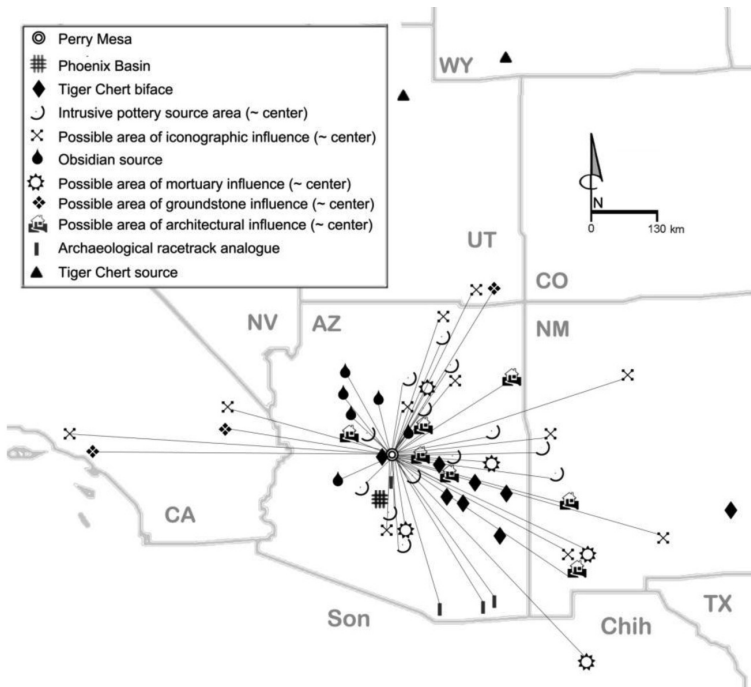 Perry Mesa
Phoenix Basin
Tiger Chert biface
Intrusive pottery source area (~ center)
Possible area of iconographic influence (~ center)
Obsidian source
Possible area of mortuary influence (~ center)
Possible area of groundstone influence (~ center)
Possible area of architectural influence (~ center)
Archaeological racetrack analogue
Tiger Chert source
WY
N
0 130 km
UT
CO
NV
AZ
NM
CA
Son
Chih
TX